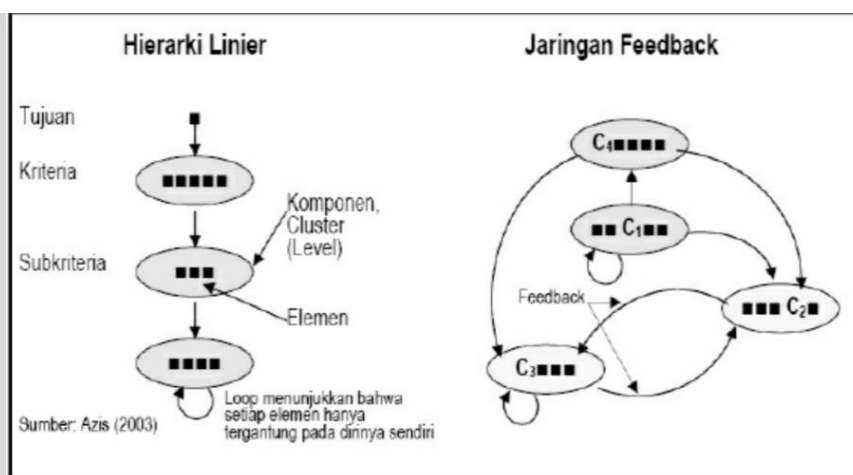 Hierarki Linier
Tujuan
Kriteria
Komponen,
Cluster
(Level)
Subkriteria
Elemen
Loop menunjukkan bahwa
setiap elemen hanya
tergantung pada dirinya sendiri
Sumber: Azis (2003)
Jaringan Feedback
C₄■■■■
■■ C₁■■
Feedback
■■■ C₂■
C₃■■■